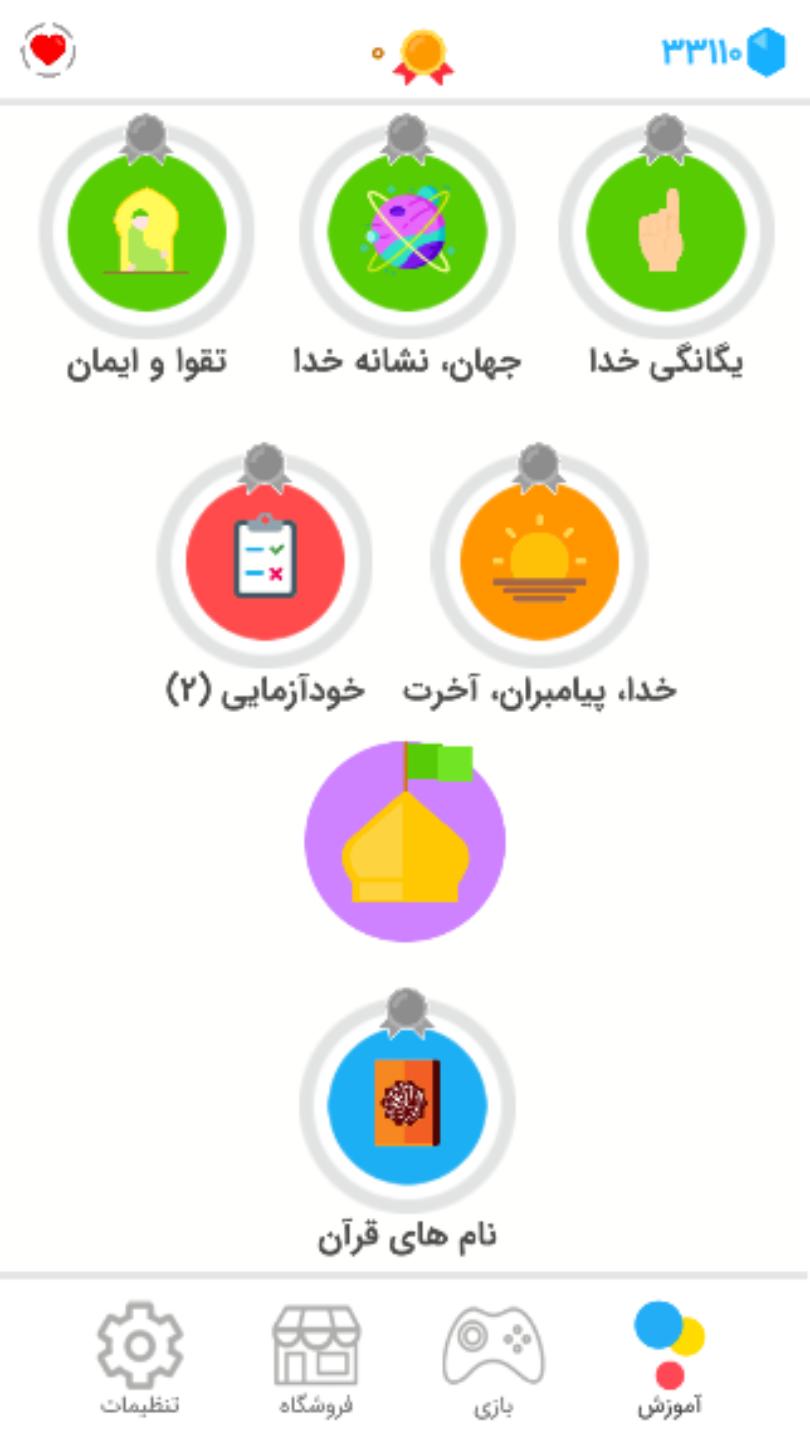 ۳۳۱۱۰
۰
یگانگی خدا
جهان، نشانه خدا
تقوا و ایمان
خدا، پیامبران، آخرت
خودآزمایی (۲)
نام های قرآن
آموزش
بازی
فروشگاه
تنظیمات